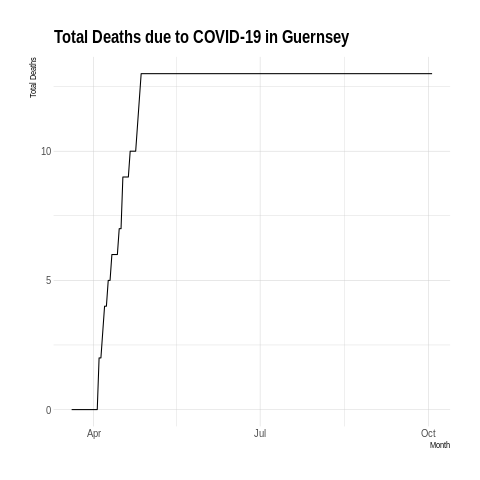 Total Deaths due to COVID-19 in Guernsey
Total Deaths
10
5
0
Apr Jul Oct
Month